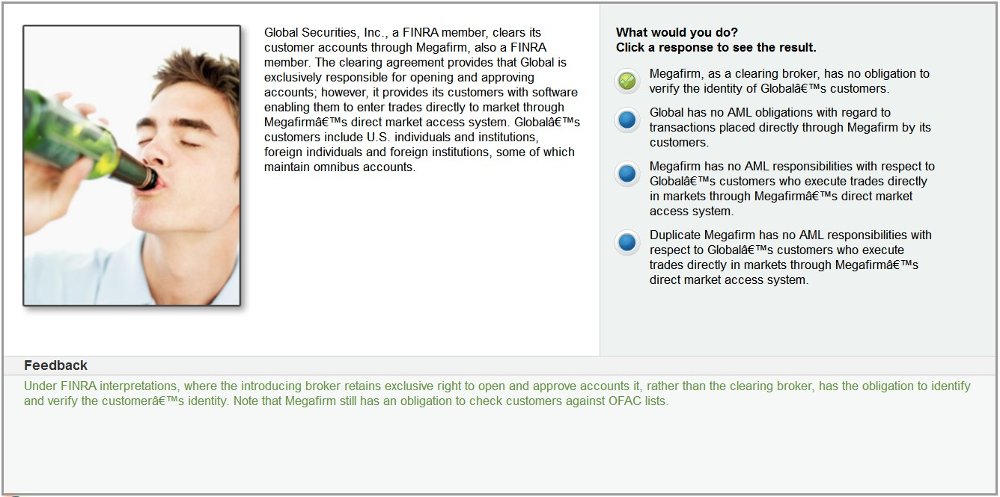 Global Securities, Inc., a FINRA member, clears its
customer accounts through Megafirm, also a FINRA
member. The clearing agreement provides that Global is
exclusively responsible for opening and approving
accounts; however, it provides its customers with software
enabling them to enter trades directly to market through
Megafirmâ€™s direct market access system. Globalâ€™s
customers include U.S. individuals and institutions,
foreign individuals and foreign institutions, some of which
maintain omnibus accounts.
What would you do?
Click a response to see the result.
Megafirm, as a clearing broker, has no obligation to
verify the identity of Globalâ€™s customers.
Global has no AML obligations with regard to
transactions placed directly through Megafirm by its
customers.
Megafirm has no AML responsibilities with respect to
Globalâ€™s customers who execute trades directly
in markets through Megafirmâ€™s direct market
access system.
Duplicate Megafirm has no AML responsibilities with
respect to Globalâ€™s customers who execute
trades directly in markets through Megafirmâ€™s
direct market access system.
Feedback
Under FINRA interpretations, where the introducing broker retains exclusive right to open and approve accounts it, rather than the clearing broker, has the obligation to identify
and verify the customerâ€™s identity. Note that Megafirm still has an obligation to check customers against OFAC lists.